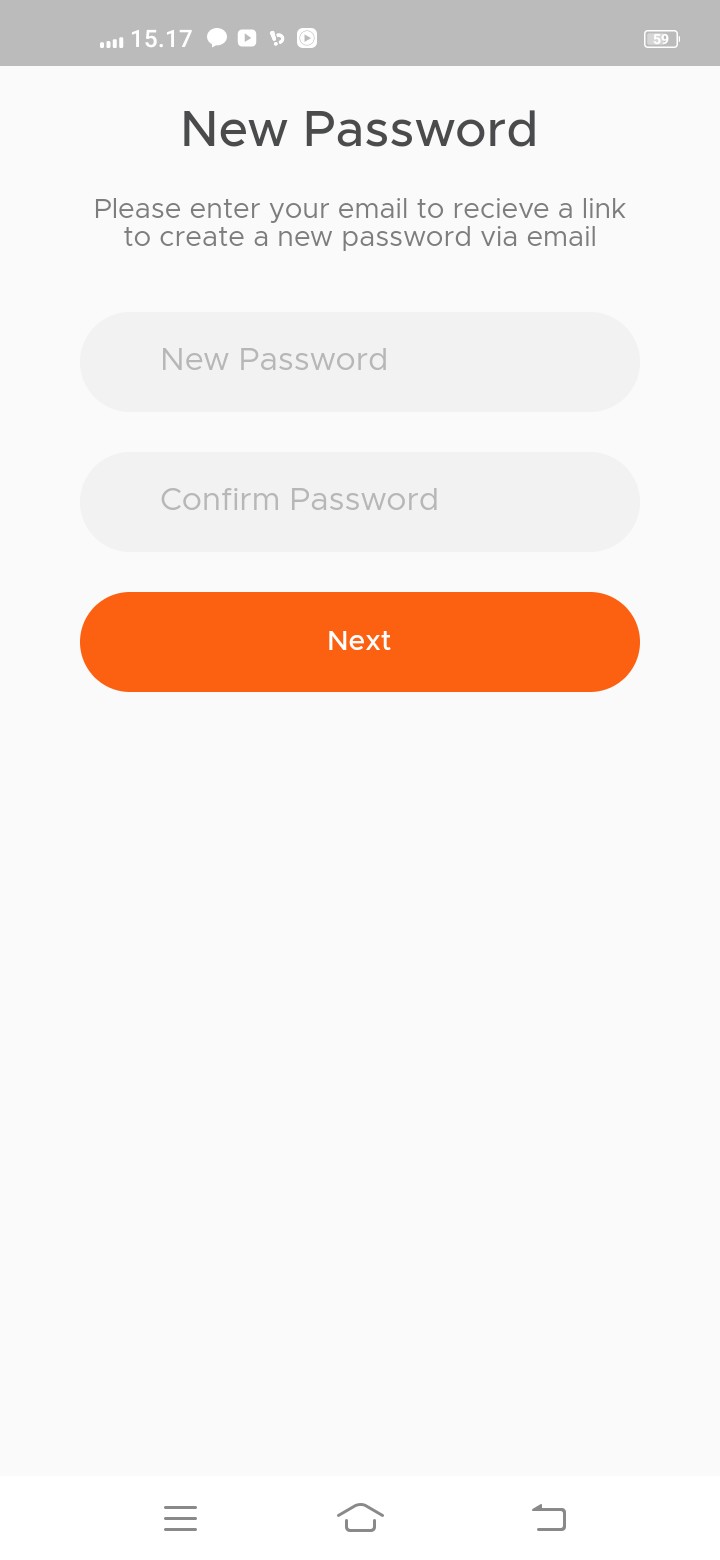 15.17
59
New Password
Please enter your email to recieve a link
to create a new password via email
New Password
Confirm Password
Next